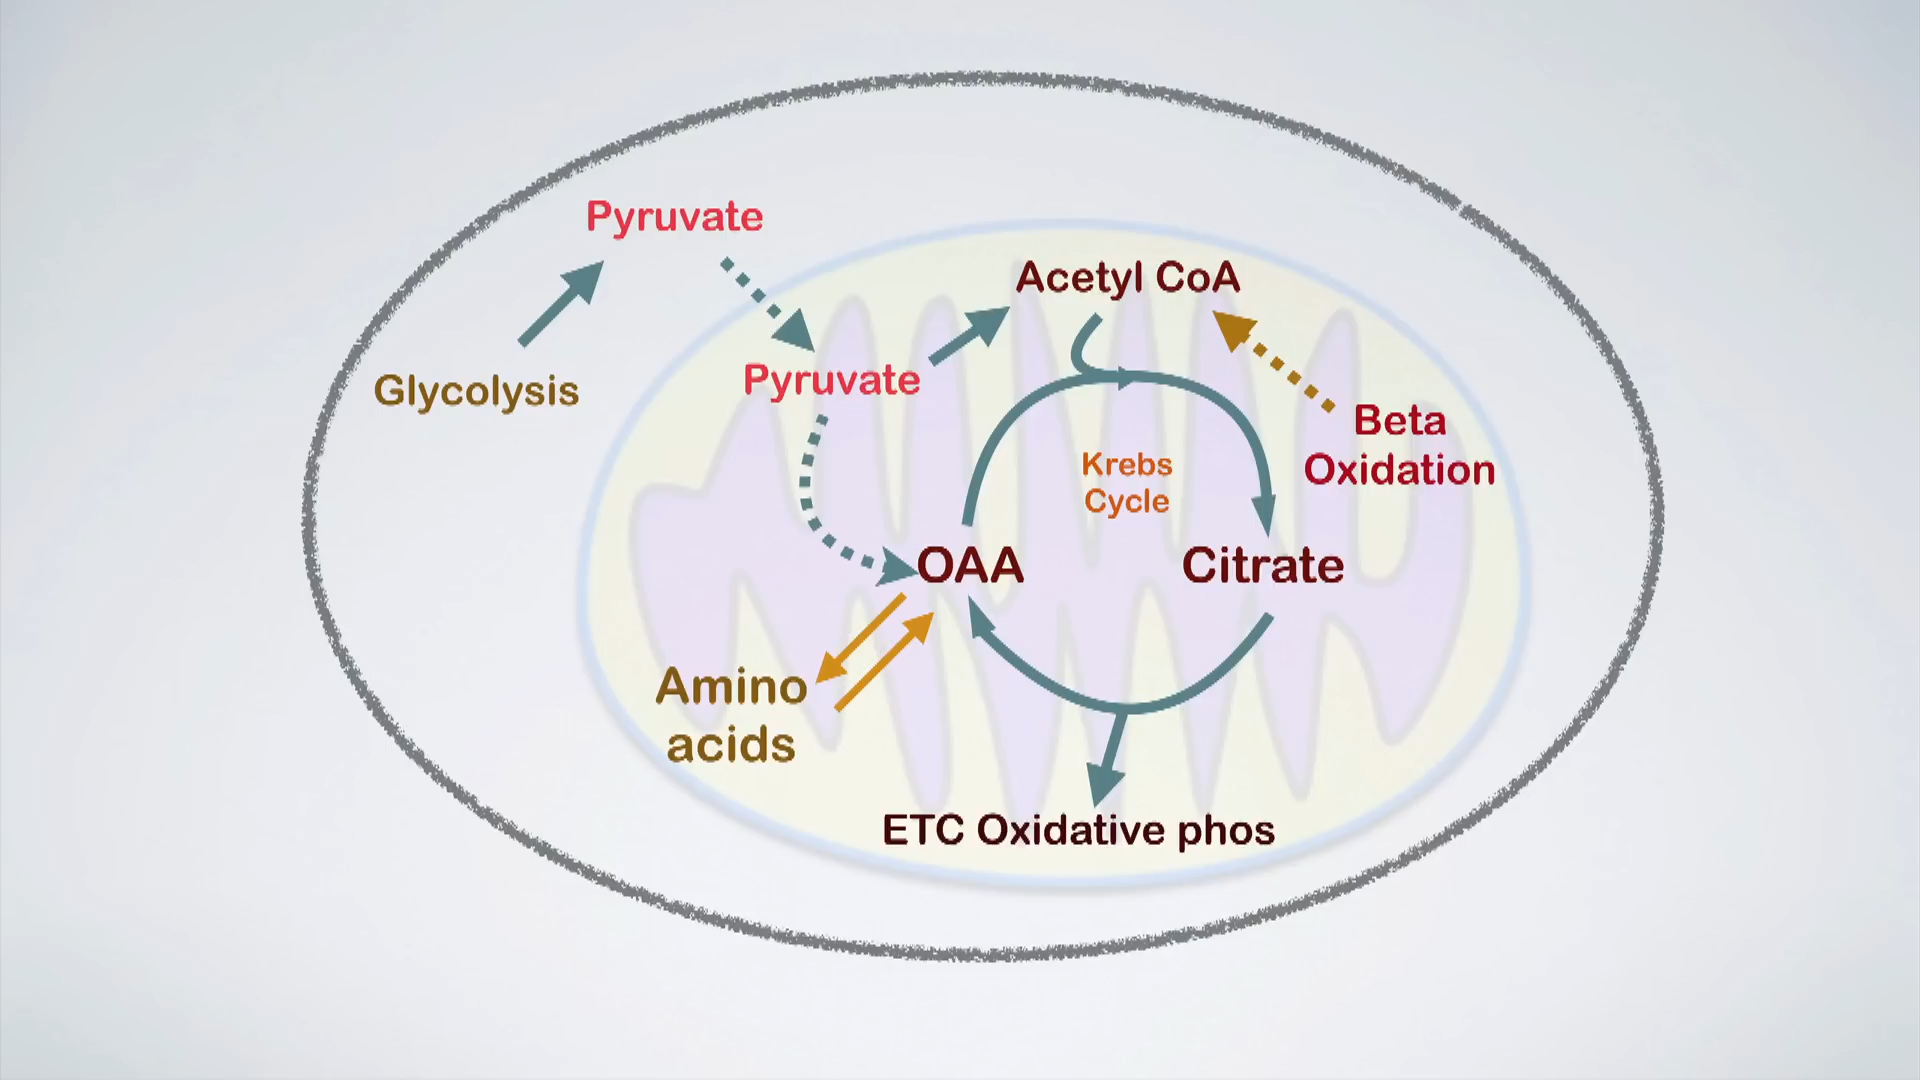 Pyruvate
Acetyl CoA
Glycolysis
Pyruvate
Beta
Oxidation
Krebs
Cycle
OAA
Citrate
Amino
acids
ETC Oxidative phos